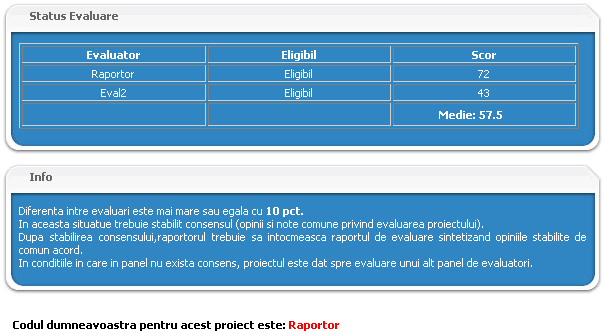 Status Evaluare
Evaluator Eligibil Scor
Raportor Eligibil 72
Eval2 Eligibil 43
Medie: 57.5
Info
Diferenta intre evaluari este mai mare sau egala cu 10 pct.
In aceasta situatue trebuie stabilit consensul (opinii si note comune privind evaluarea proiectului).
Dupa stabilirea consensului,raportorul trebuie sa intocmeasca raportul de evaluare sintetizand opiniile stabilite de
comun acord.
In conditiile in care in panel nu exista consens, proiectul este dat spre evaluare unui alt panel de evaluatori.
Codul dumneavoastra pentru acest proiect este: Raportor